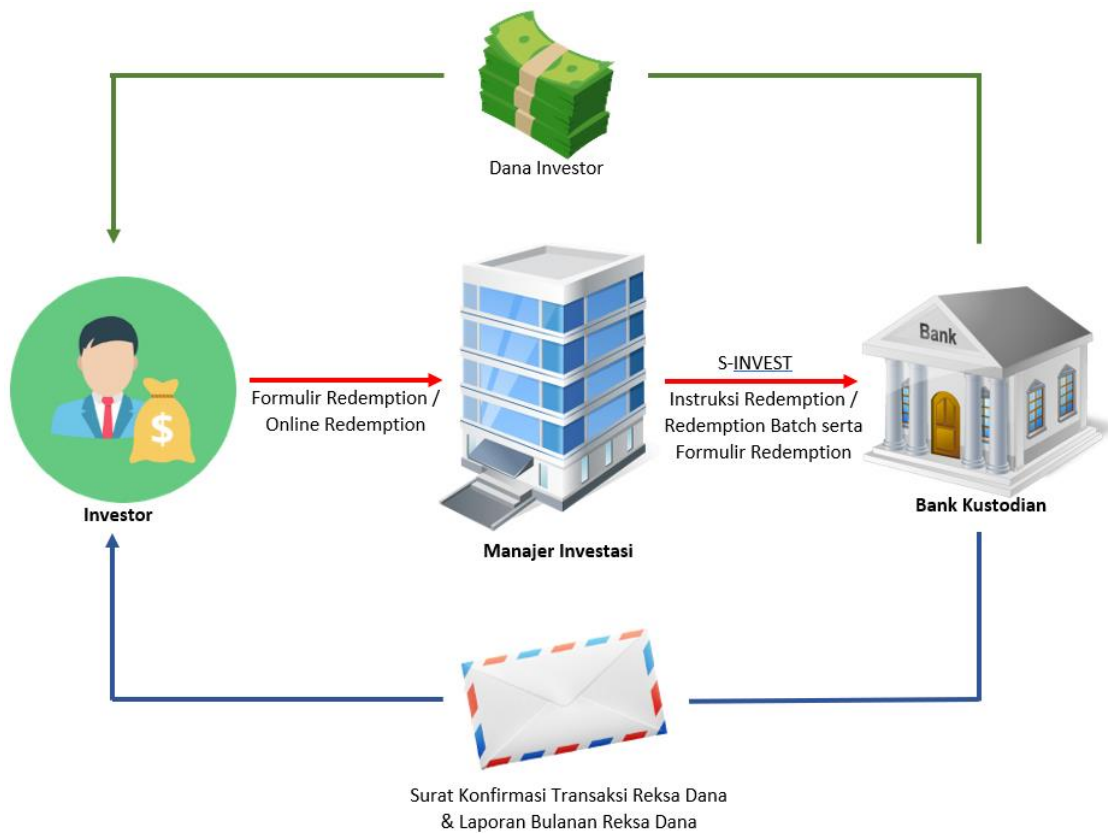 Dana Investor
$
Investor
Formulir Redemption /
Online Redemption
Manajer Investasi
S-INVEST
Instruksi Redemption /
Redemption Batch serta
Formulir Redemption
Bank
Bank Kustodian
Surat Konfirmasi Transaksi Reksa Dana
& Laporan Bulanan Reksa Dana